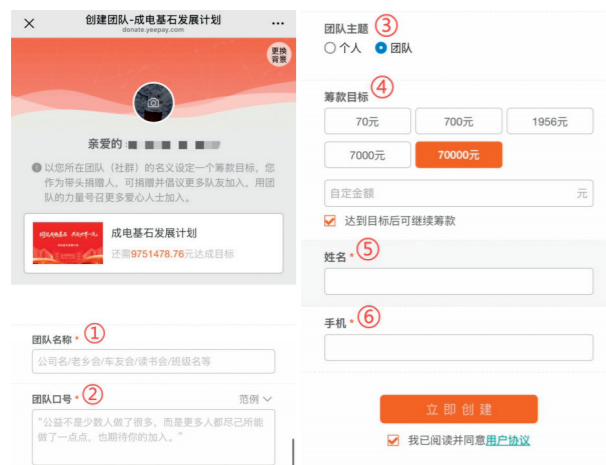 创建团队-成电基石发展计划
donate.yeepay.com
更换
背景
亲爱的:
以您所在团队（社群）的名义设定一个筹款目标，您
作为带头捐赠人，可捐赠并倡议更多队友加入，用团
队的力量号召更多爱心人士加入。
成电基石发展计划
还需9751478.76元达成目标
团队名称 * ①
公司名/老乡会/车友会/读书会/班级名等
团队口号 * ②
范例
“公益不是少数人做了很多，而是更多人都尽己所能
做了一点点，也期待你的加入。”
团队主题 ③
个人 团队
筹款目标 ④
70元 700元 1956元
7000元 70000元
自定金额 元
达到目标后可继续筹款
姓名 * ⑤
手机 * ⑥
立即创建
我已阅读并同意用户协议